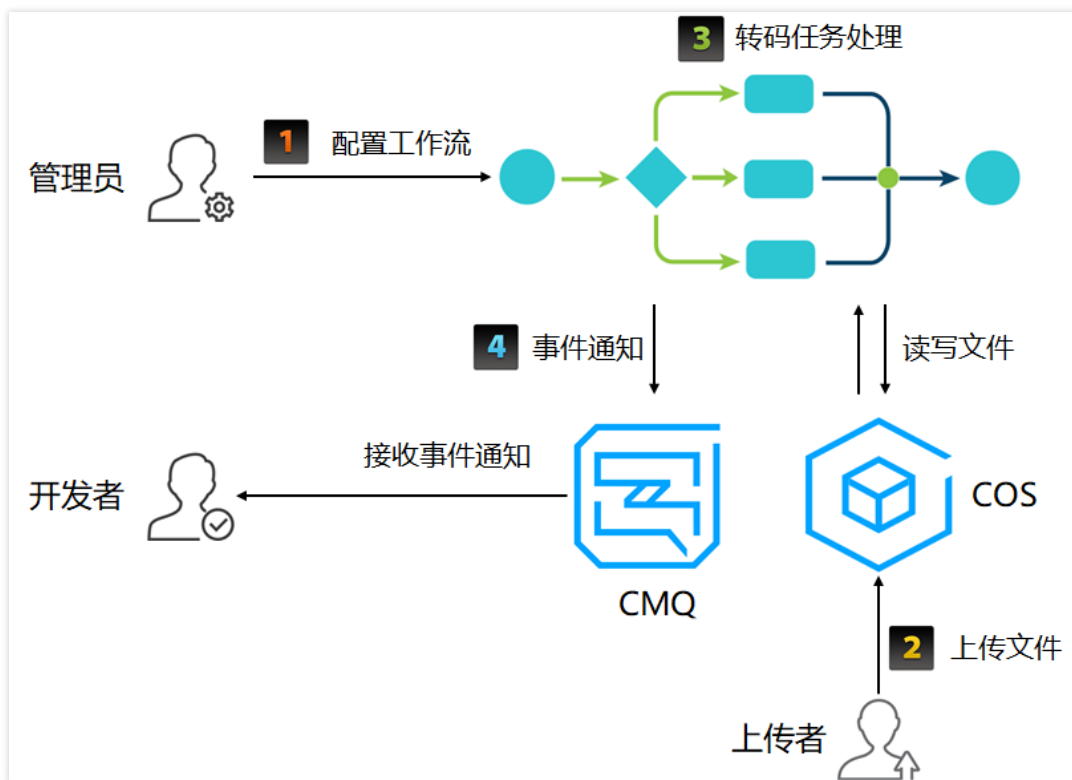 3 转码任务处理
1 配置工作流
管理员
4 事件通知
读写文件
接收事件通知
开发者
COS
CMQ
2 上传文件
上传者